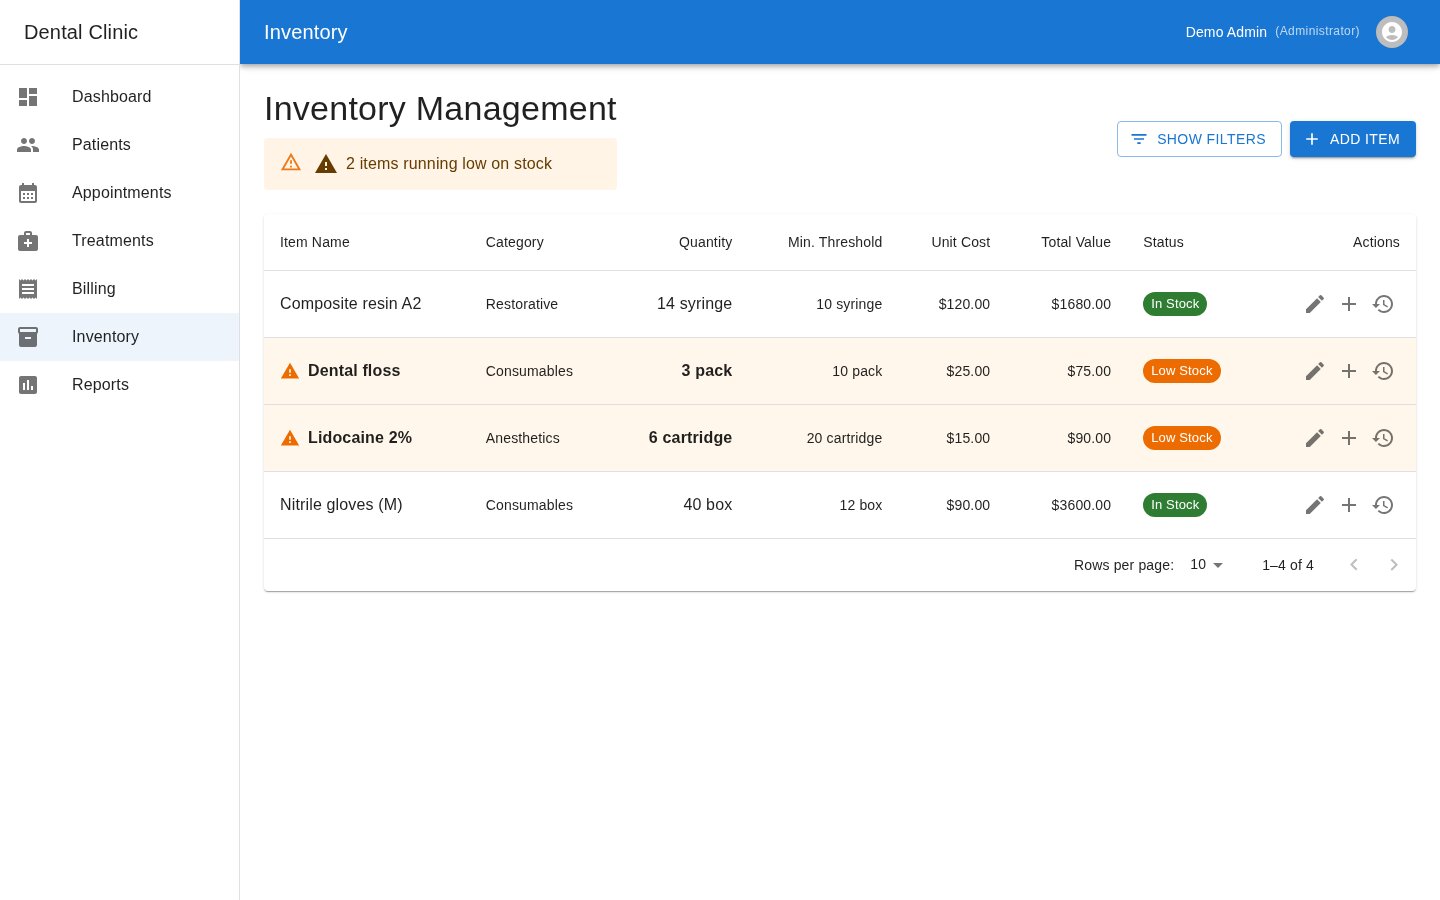 Dental Clinic
Inventory
Demo Admin (Administrator)
Dashboard
Patients
Appointments
Treatments
Billing
Inventory
Reports
Inventory Management
2 items running low on stock
SHOW FILTERS
ADD ITEM
Item Name Category Quantity Min. Threshold Unit Cost Total Value Status Actions
Composite resin A2 Restorative 14 syringe 10 syringe $120.00 $1680.00 In Stock
Dental floss Consumables 3 pack 10 pack $25.00 $75.00 Low Stock
Lidocaine 2% Anesthetics 6 cartridge 20 cartridge $15.00 $90.00 Low Stock
Nitrile gloves (M) Consumables 40 box 12 box $90.00 $3600.00 In Stock
Rows per page: 10 1–4 of 4